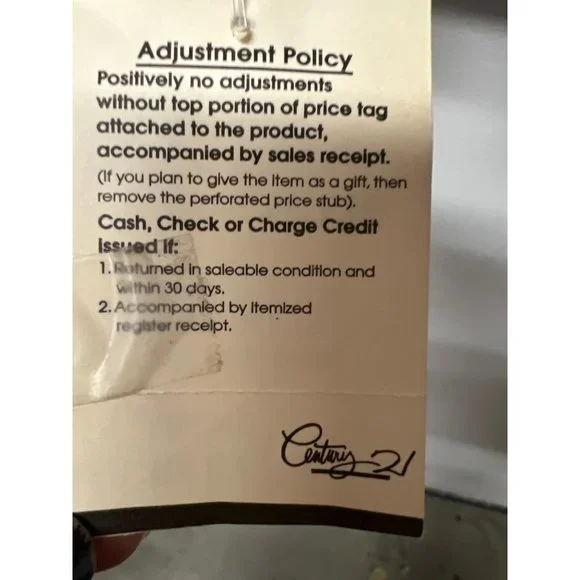 Adjustment Policy
Positively no adjustments
without top portion of price tag
attached to the product,
accompanied by sales receipt.
(If you plan to give the item as a gift, then
remove the perforated price stub).
Cash, Check or Charge Credit
issued if:
1. Returned in saleable condition and
within 30 days.
2. Accompanied by itemized
register receipt.
Century 21